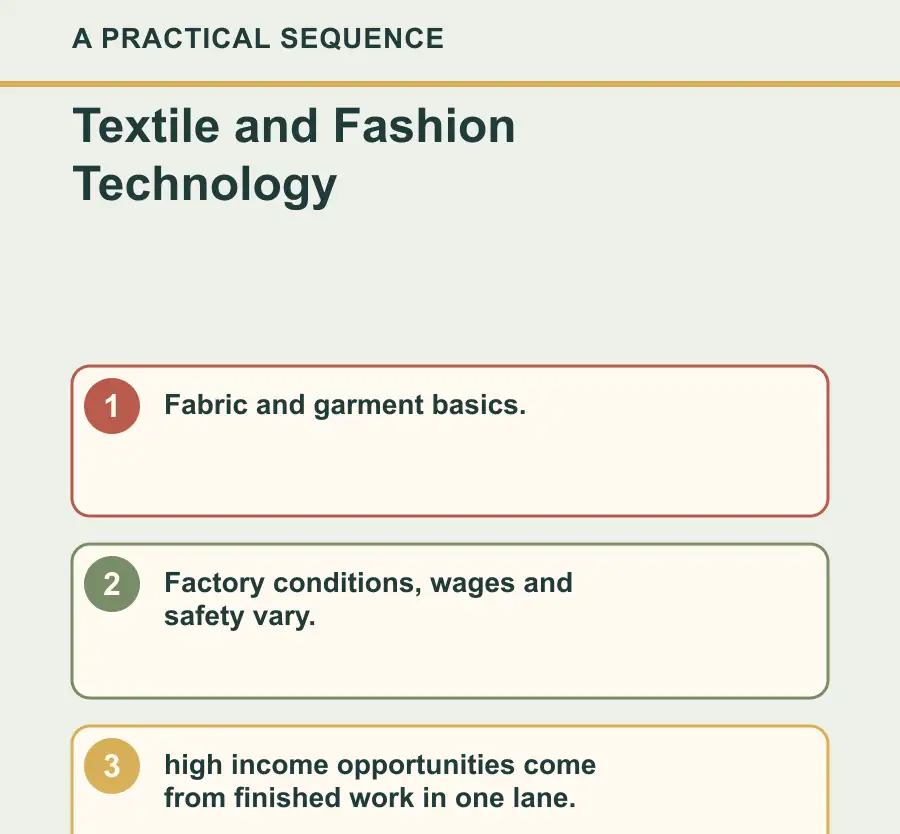 A PRACTICAL SEQUENCE
Textile and Fashion
Technology
1
Fabric and garment basics.
2
Factory conditions, wages and
safety vary.
3
high income opportunities come
from finished work in one lane.